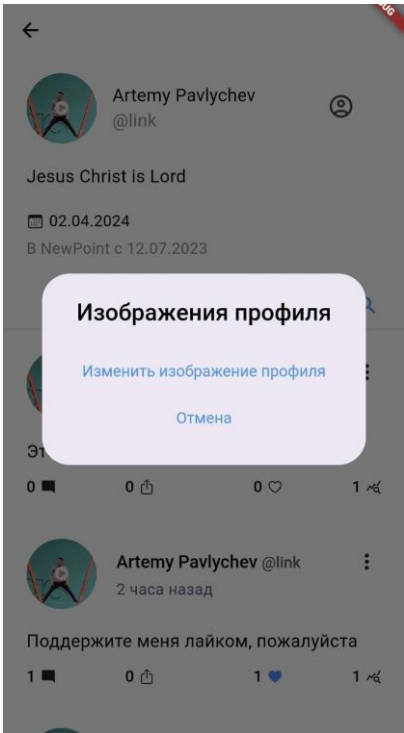 Artemy Pavlychev
@link
Jesus Christ is Lord
02.04.2024
В NewPoint с 12.07.2023
Изображения профиля
Изменить изображение профиля
Отмена
0 0 0 1
Artemy Pavlychev @link
2 часа назад
Поддержите меня лайком, пожалуйста
1 0 1 1